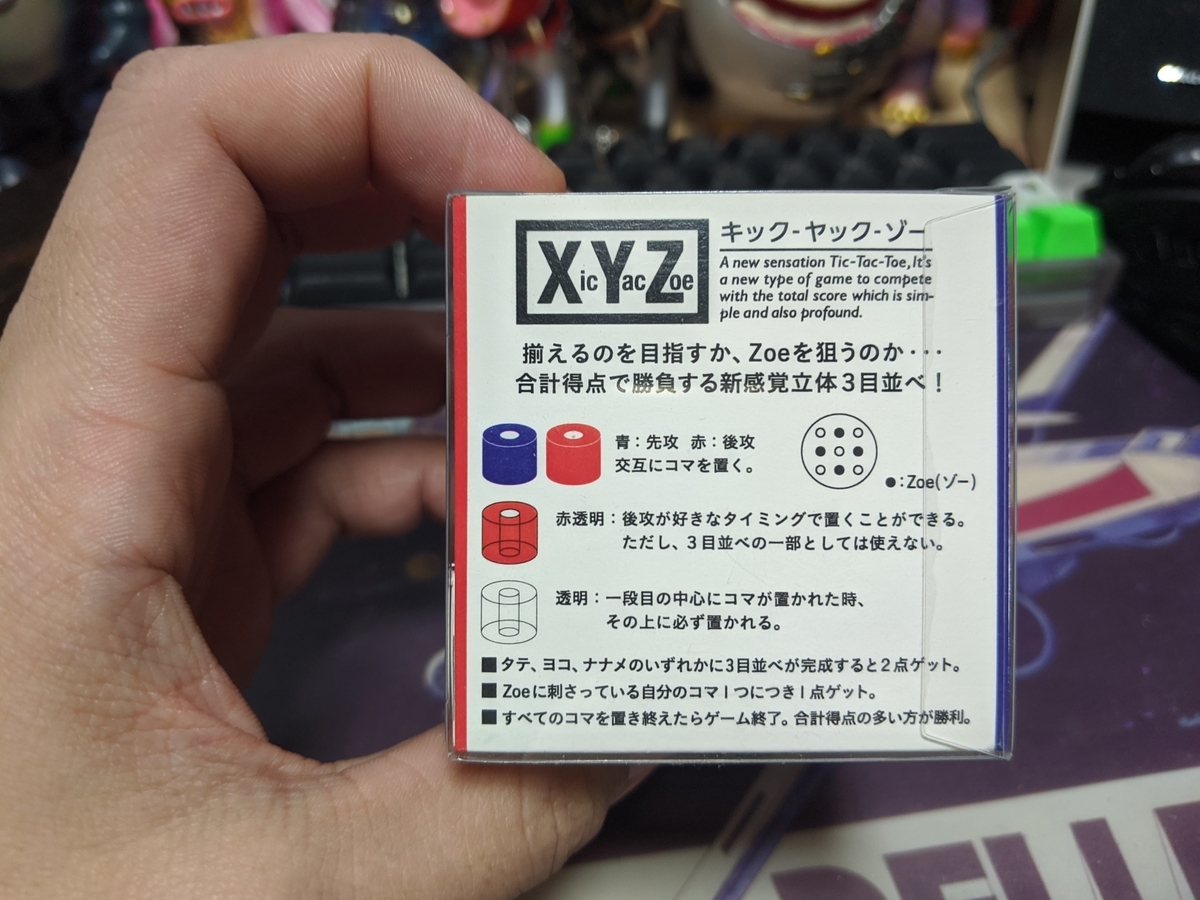 XicYacZoe
キック-ヤック-ゾー
A new sensation Tic-Tac-Toe,It's
a new type of game to compete
with the total score which is sim-
ple and also profound.
揃えるのを目指すか、Zoeを狙うのか・・・
合計得点で勝負する新感覚立体3目並べ！
青：先攻 赤：後攻
交互にコマを置く。
●：Zoe(ゾー)
赤透明：後攻が好きなタイミングで置くことができる。
ただし、3目並べの一部としては使えない。
透明：一段目の中心にコマが置かれた時、
その上に必ず置かれる。
■タテ、ヨコ、ナナメのいずれかに3目並べが完成すると2点ゲット。
■Zoeに刺さっている自分のコマ1つにつき1点ゲット。
■すべてのコマを置き終えたらゲーム終了。合計得点の多い方が勝利。